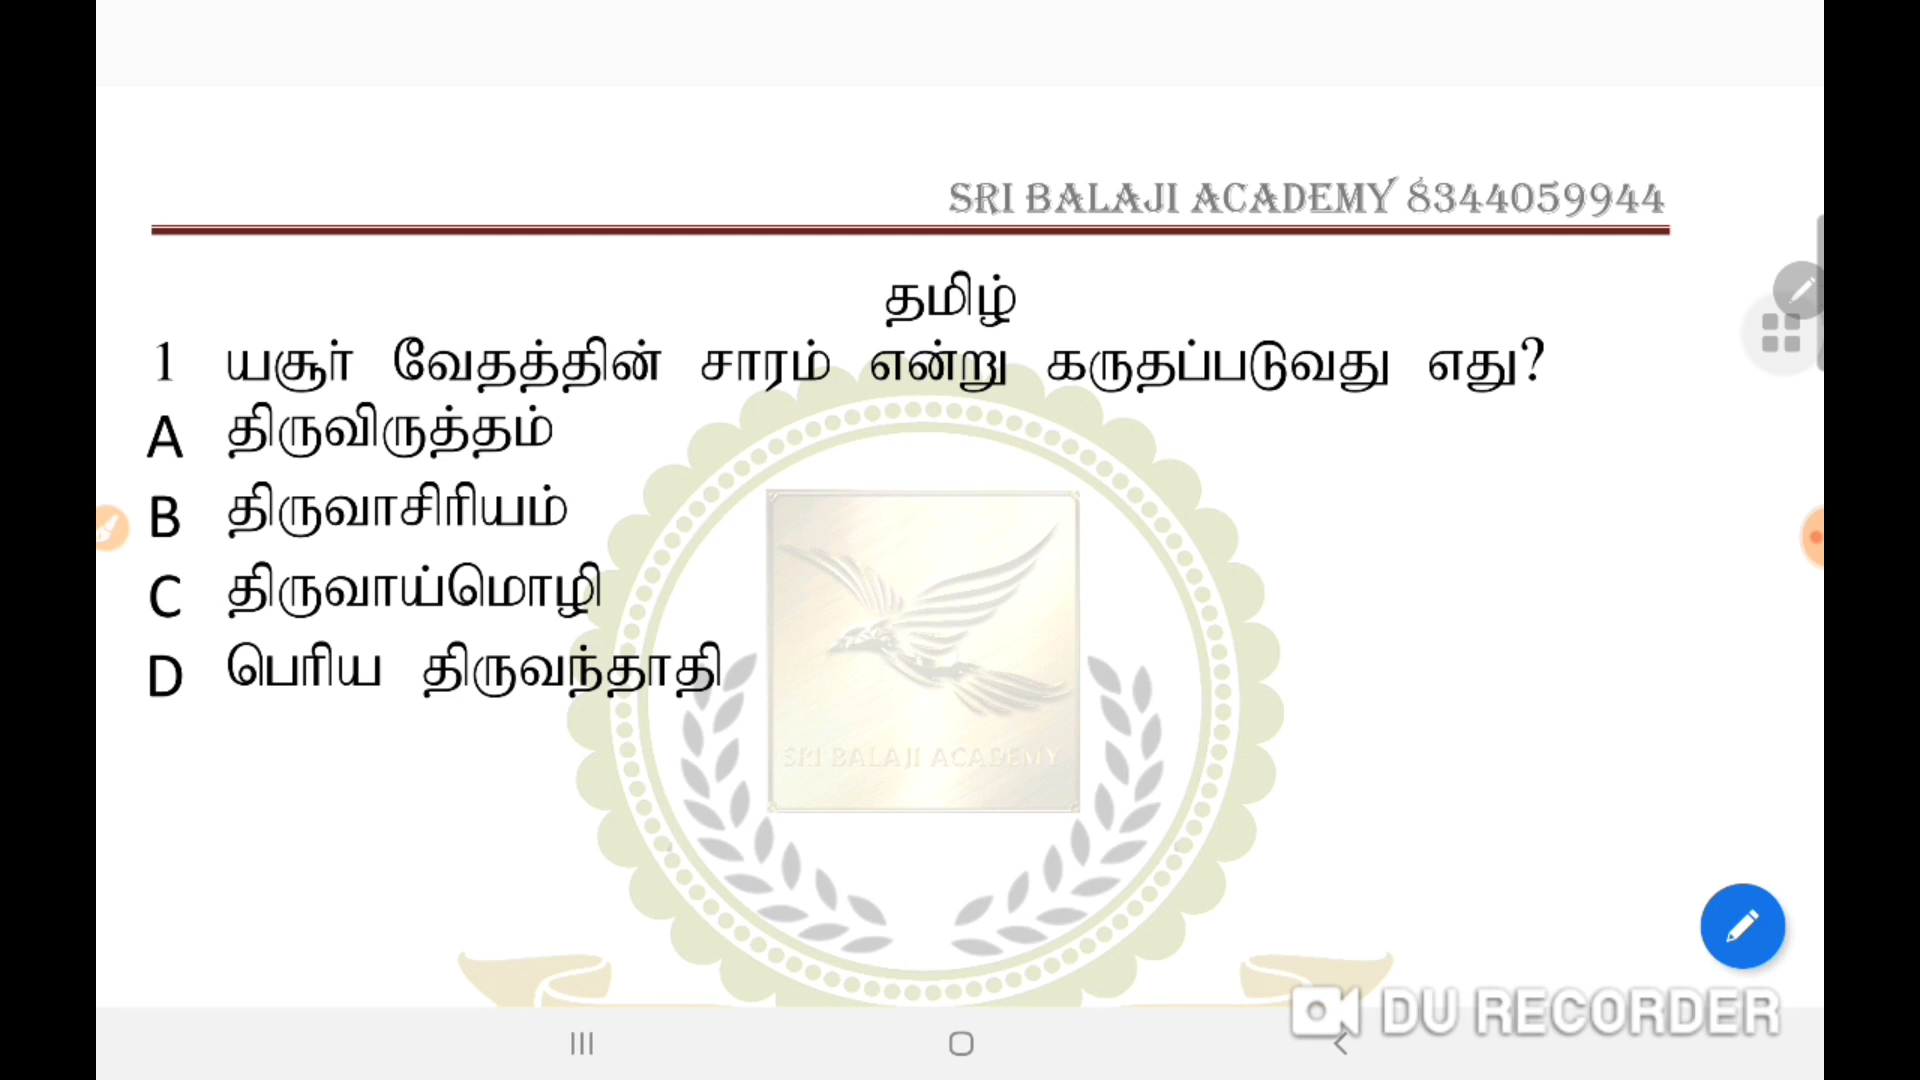 SRI BALAJI ACADEMY 8344059944
தமிழ்
1 யசூர் வேதத்தின் சாரம் என்று கருதப்படுவது எது?
A திருவிருத்தம்
B திருவாசிரியம்
C திருவாய்மொழி
D பெரிய திருவந்தாதி
SRI BALAJI ACADEMY
DU RECORDER